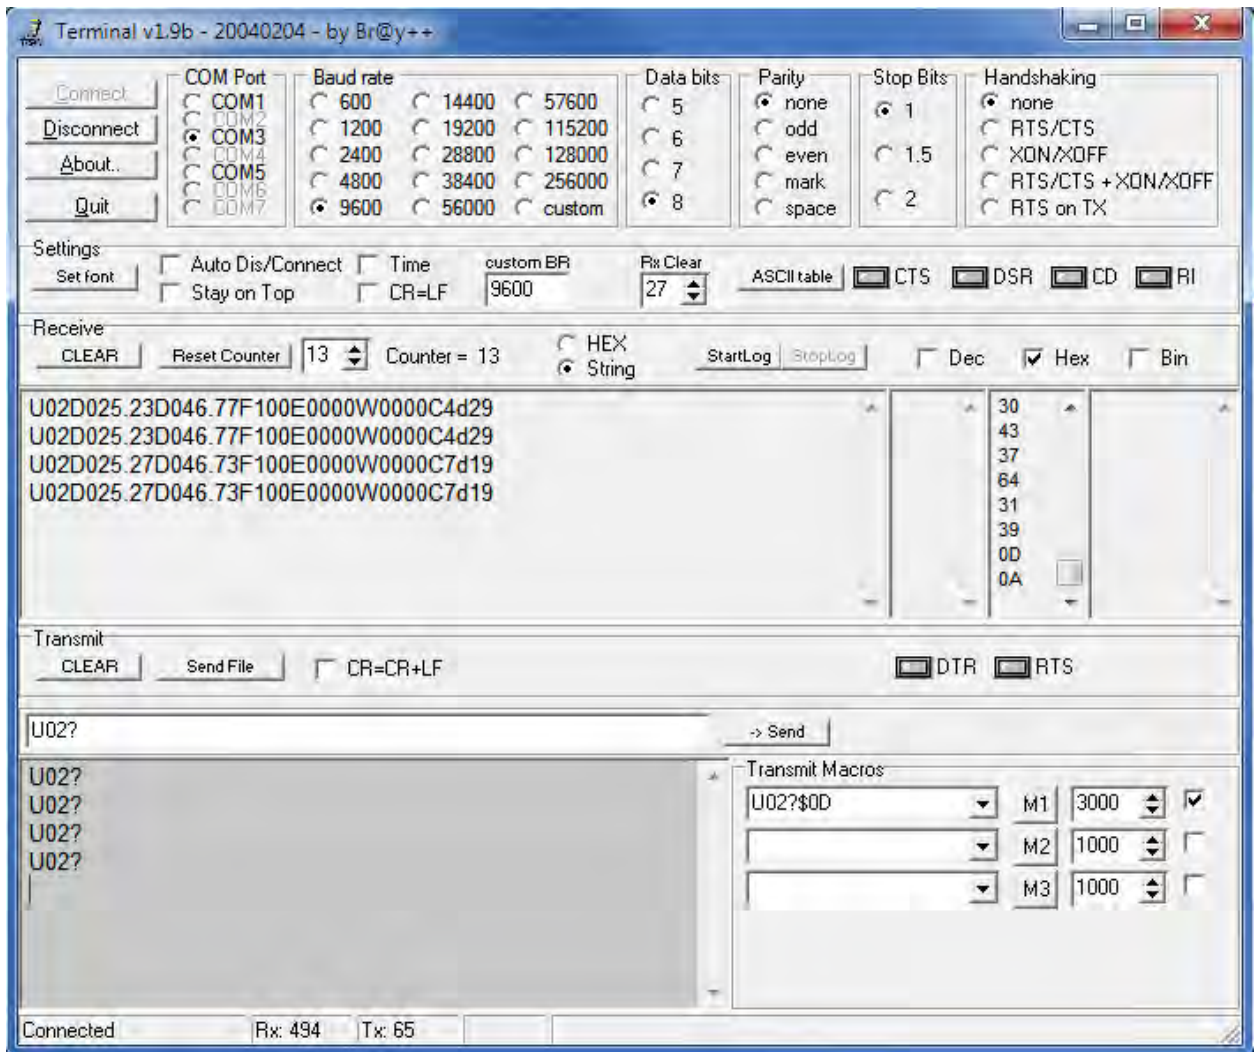 Terminal v1.9b - 20040204 - by Br@y++
Connect
Disconnect
About..
Quit
COM Port
COM1
COM2
COM3
COM4
COM5
COM6
COM7
Baud rate
600 14400 57600
1200 19200 115200
2400 28800 128000
4800 38400 256000
9600 56000 custom
Data bits
5
6
7
8
Parity
none
odd
even
mark
space
Stop Bits
1
1.5
2
Handshaking
none
RTS/CTS
XON/XOFF
RTS/CTS + XON/XOFF
RTS on TX
Settings
Set font
Auto Dis/Connect Time
Stay on Top CR=LF
custom BR
9600
Rx Clear
27
ASCII table CTS DSR CD RI
Receive
CLEAR Reset Counter 13 Counter = 13
HEX
String
StartLog StopLog Dec Hex Bin
U02D025.23D046.77F100E0000W0000C4d29
U02D025.23D046.77F100E0000W0000C4d29
U02D025.27D046.73F100E0000W0000C7d19
U02D025.27D046.73F100E0000W0000C7d19
30
43
37
64
31
39
0D
0A
Transmit
CLEAR Send File CR=CR+LF DTR RTS
U02? -> Send
U02?
U02?
U02?
U02?
Transmit Macros
U02?$0D M1 3000
M2 1000
M3 1000
Connected Rx: 494 Tx: 65